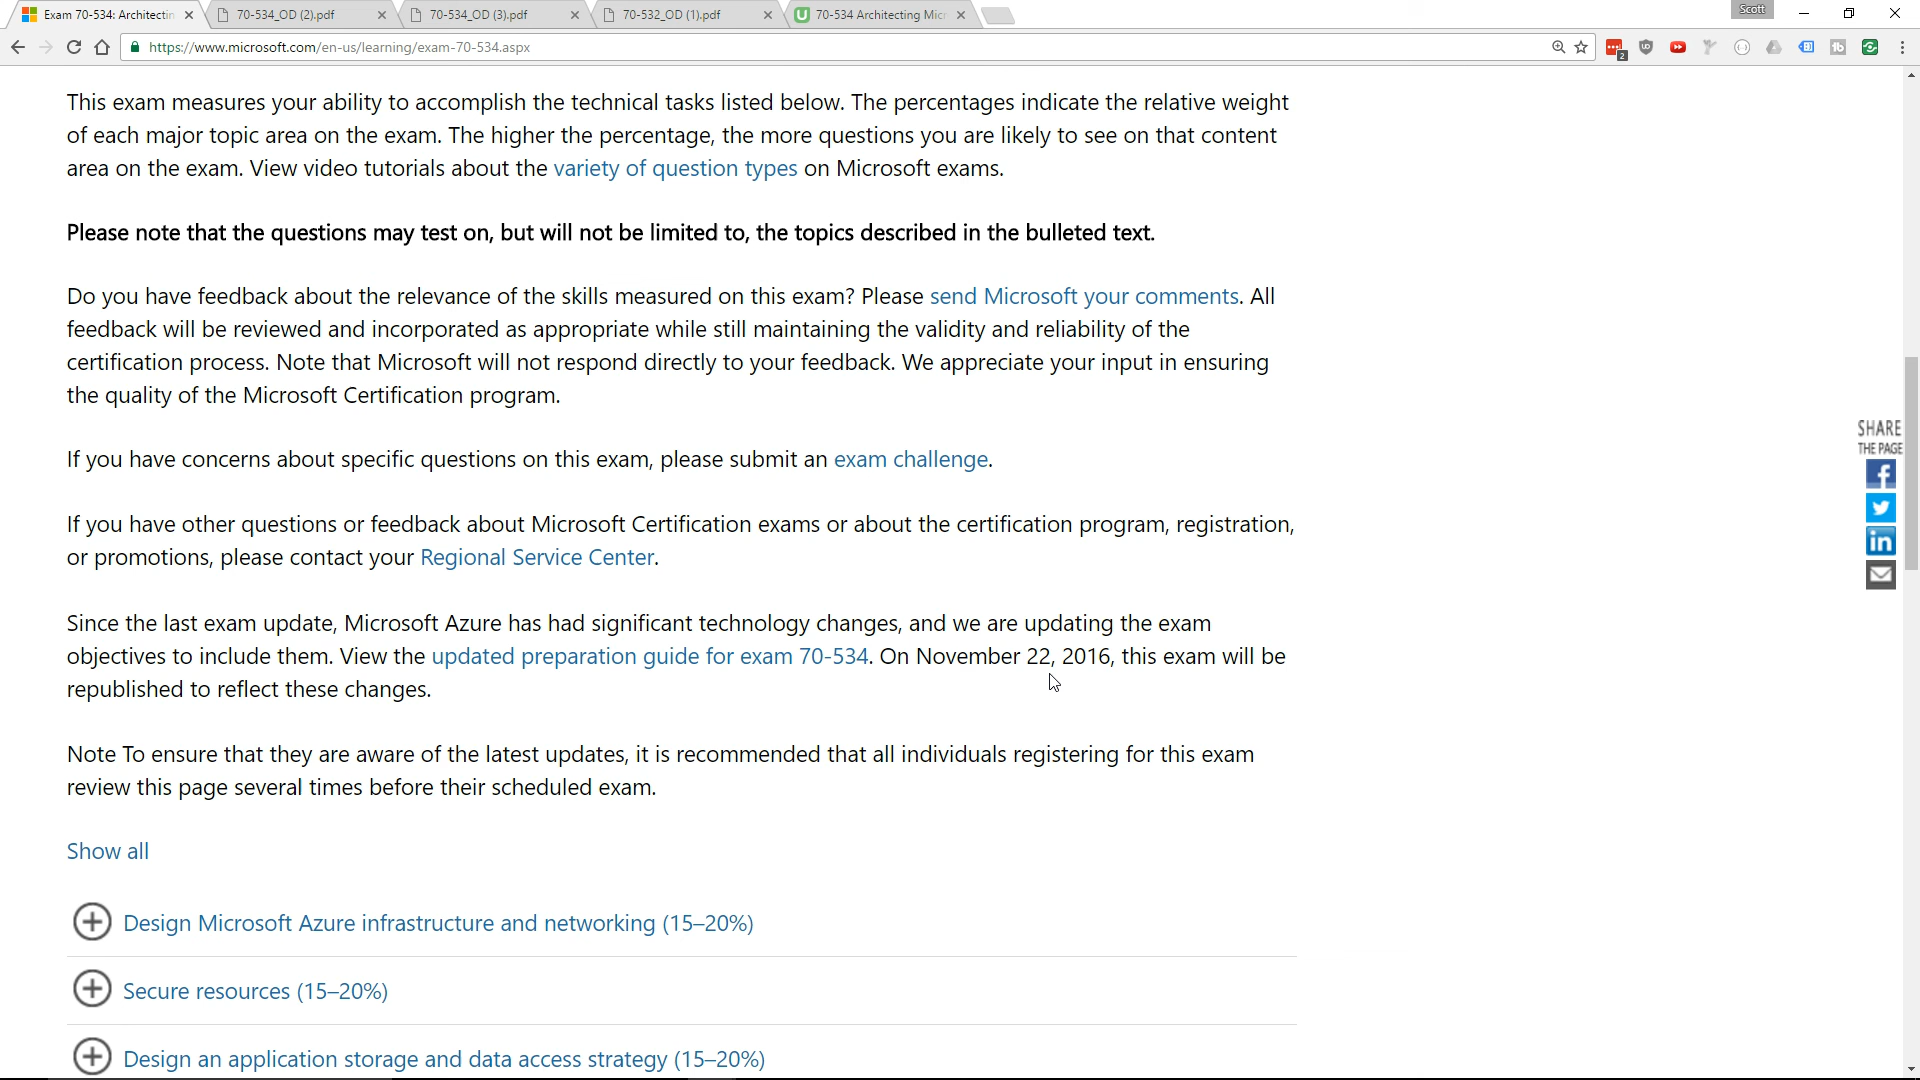 Exam 70-534: Architectin
70-534_OD (2).pdf
70-534_OD (3).pdf
70-532_OD (1).pdf
70-534 Architecting Micr
Scott
https://www.microsoft.com/en-us/learning/exam-70-534.aspx
2
This exam measures your ability to accomplish the technical tasks listed below. The percentages indicate the relative weight
of each major topic area on the exam. The higher the percentage, the more questions you are likely to see on that content
area on the exam. View video tutorials about the variety of question types on Microsoft exams.
Please note that the questions may test on, but will not be limited to, the topics described in the bulleted text.
Do you have feedback about the relevance of the skills measured on this exam? Please send Microsoft your comments. All
feedback will be reviewed and incorporated as appropriate while still maintaining the validity and reliability of the
certification process. Note that Microsoft will not respond directly to your feedback. We appreciate your input in ensuring
the quality of the Microsoft Certification program.
SHARE
THE PAGE
If you have concerns about specific questions on this exam, please submit an exam challenge.
If you have other questions or feedback about Microsoft Certification exams or about the certification program, registration,
or promotions, please contact your Regional Service Center.
Since the last exam update, Microsoft Azure has had significant technology changes, and we are updating the exam
objectives to include them. View the updated preparation guide for exam 70-534. On November 22, 2016, this exam will be
republished to reflect these changes.
Note To ensure that they are aware of the latest updates, it is recommended that all individuals registering for this exam
review this page several times before their scheduled exam.
Show all
Design Microsoft Azure infrastructure and networking (15–20%)
Secure resources (15–20%)
Design an application storage and data access strategy (15–20%)